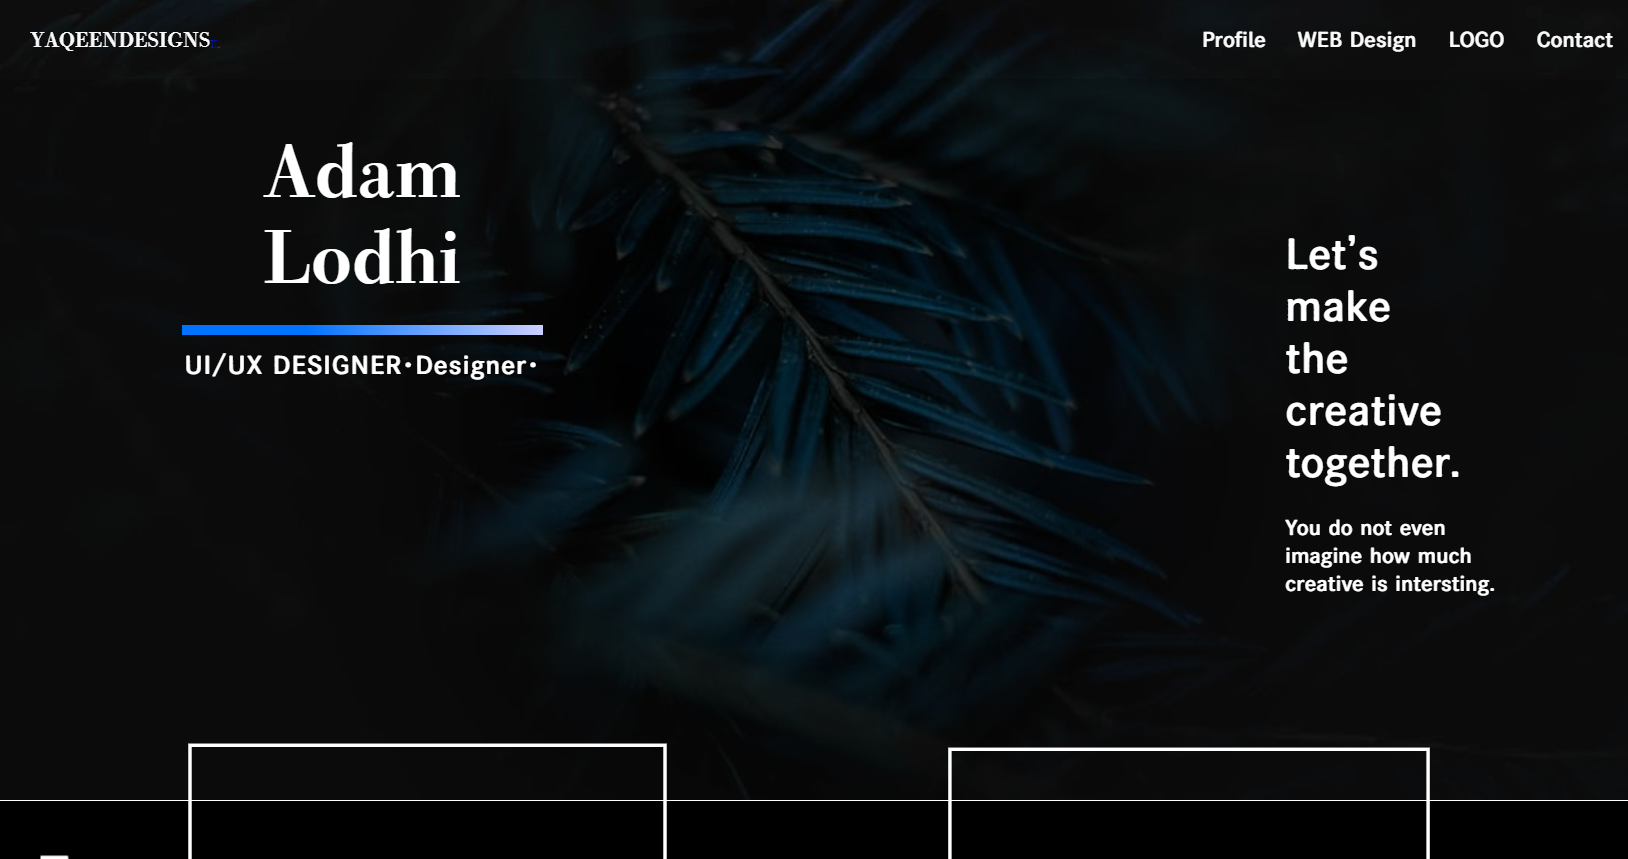 YAQEENDESIGNS
Profile WEB Design LOGO Contact
Adam
Lodhi
UI/UX DESIGNER•Designer•
Let’s
make
the
creative
together.
You do not even
imagine how much
creative is intersting.